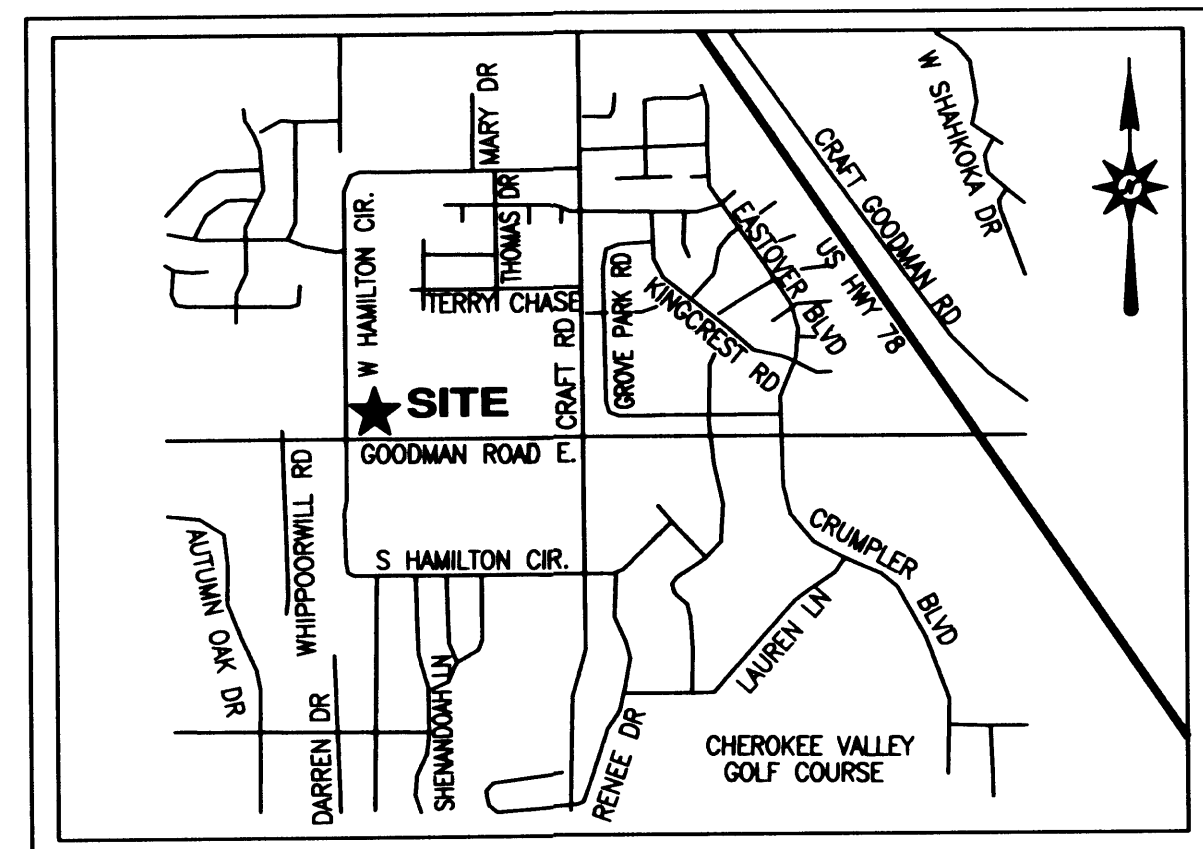 MARY DR
W SHAHKOKA DR
CRAFT GOODMAN RD
N
W HAMILTON CIR.
THOMAS DR
EASTOVER BLVD
US HWY 78
TERRY CHASE
GROVE PARK RD
KINGCREST RD
CRAFT RD
SITE
GOODMAN ROAD E.
WHIPPOORWILL RD
AUTUMN OAK DR
S HAMILTON CIR.
CRUMPLER BLVD
LAUREN LN
SHENANDOAH LN
DARREN DR
RENEE DR
CHEROKEE VALLEY
GOLF COURSE